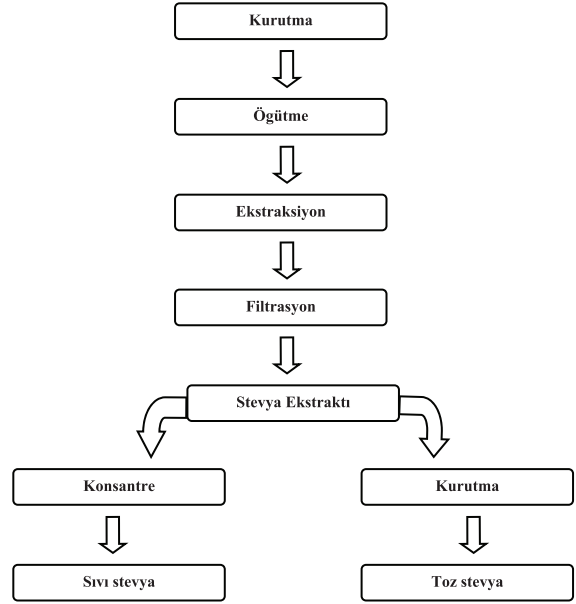 Kurutma
Ögütme
Ekstraksiyon
Filtrasyon
Stevya Ekstraktı
Konsantre
Kurutma
Sıvı stevya
Toz stevya